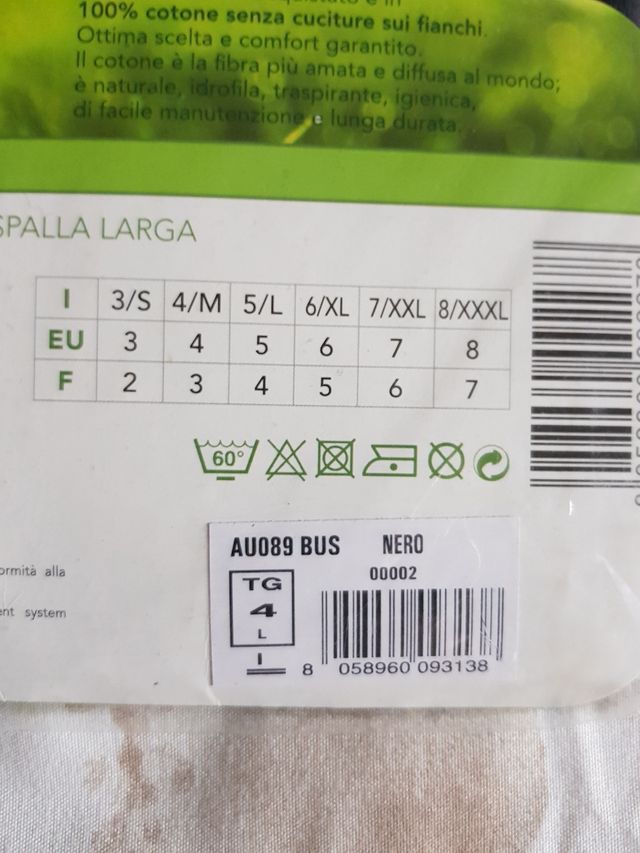 100% cotone senza cuciture sui fianchi.
Ottima scelta e comfort garantito.
Il cotone è la fibra più amata e diffusa al mondo;
è naturale, idrofila, traspirante, igienica,
di facile manutenzione e lunga durata.
SPALLA LARGA
I 3/S 4/M 5/L 6/XL 7/XXL 8/XXXL
EU 3 4 5 6 7 8
F 2 3 4 5 6 7
60°
ormità alla
ent system
AU089 BUS NERO
00002
TG
4
L
I
8 058960 093138